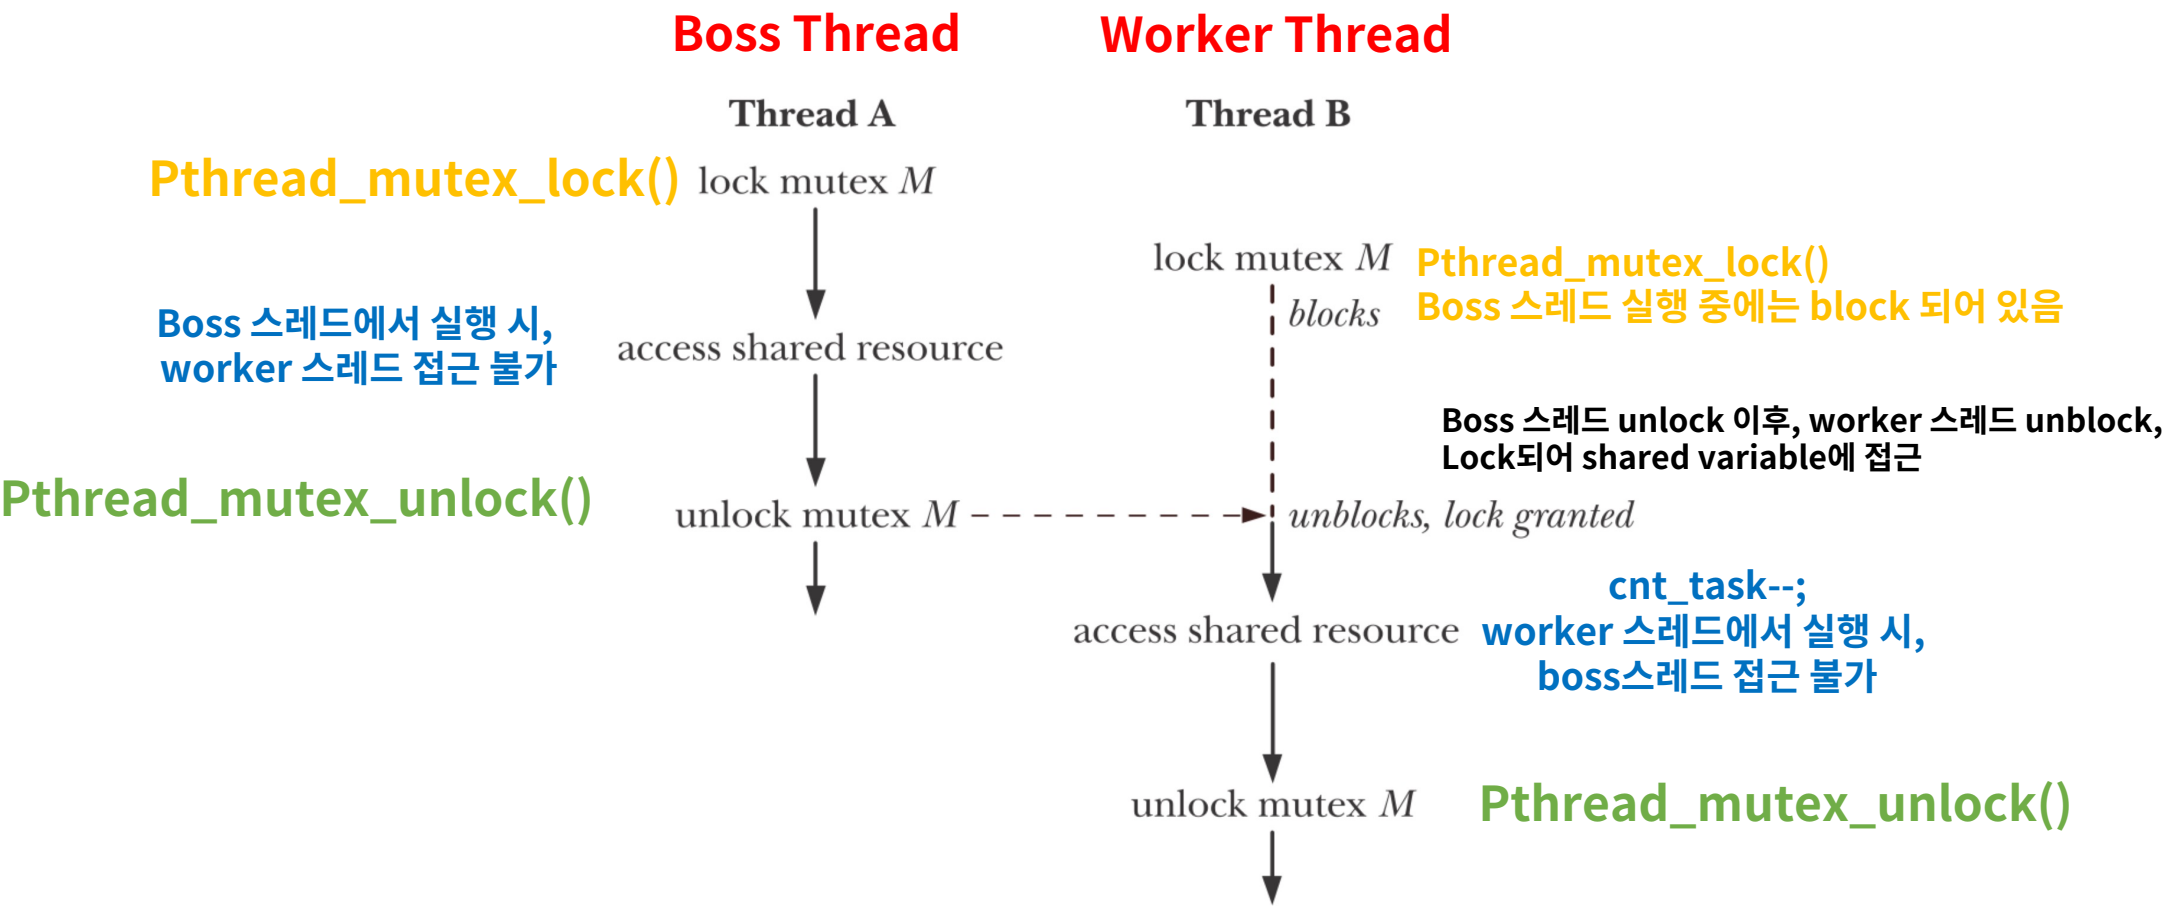 Boss Thread
Worker Thread
Thread A
Thread B
Pthread_mutex_lock()
lock mutex M
lock mutex M
Pthread_mutex_lock()
blocks
Boss 스레드 실행 중에는 block 되어 있음
Boss 스레드에서 실행 시,
worker 스레드 접근 불가
access shared resource
Boss 스레드 unlock 이후, worker 스레드 unblock,
Lock되어 shared variable에 접근
Pthread_mutex_unlock()
unlock mutex M
unblocks, lock granted
cnt_task--;
access shared resource
worker 스레드에서 실행 시,
boss스레드 접근 불가
unlock mutex M
Pthread_mutex_unlock()